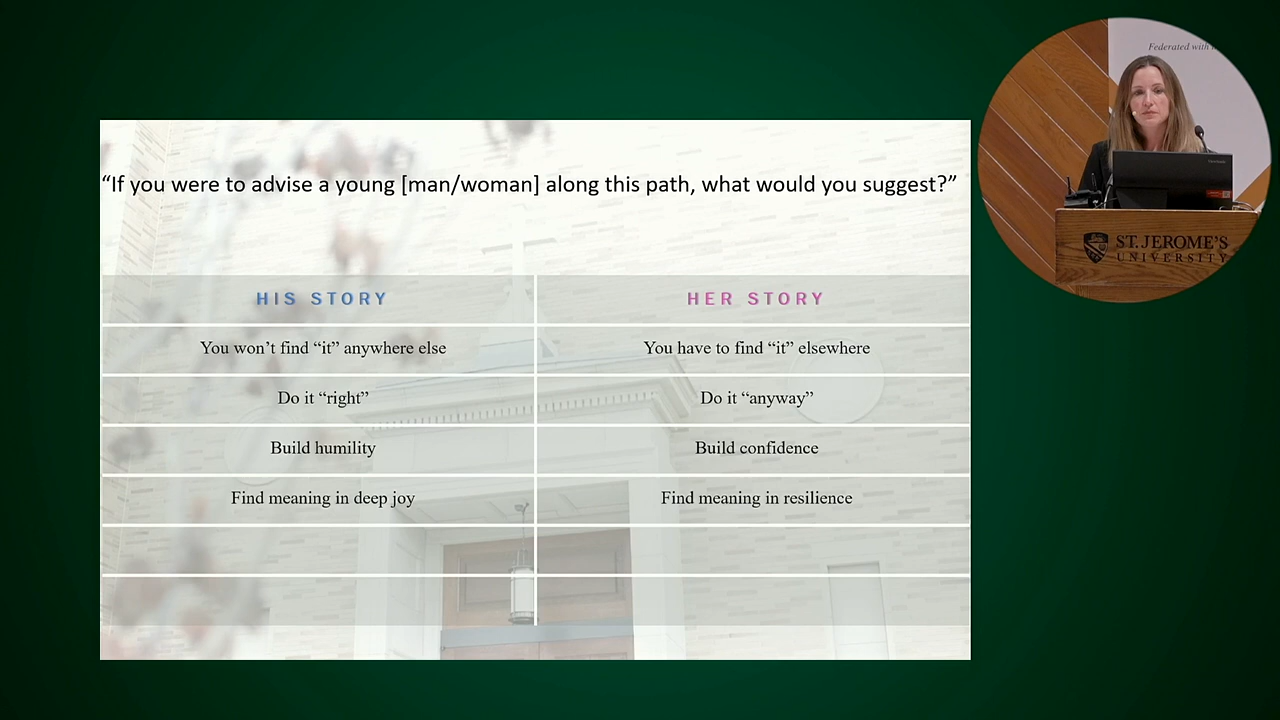 Federated with
“If you were to advise a young [man/woman] along this path, what would you suggest?”
HIS STORY
HER STORY
You won’t find “it” anywhere else
You have to find “it” elsewhere
Do it “right”
Do it “anyway”
Build humility
Build confidence
Find meaning in deep joy
Find meaning in resilience
ST. JEROME’S
UNIVERSITY